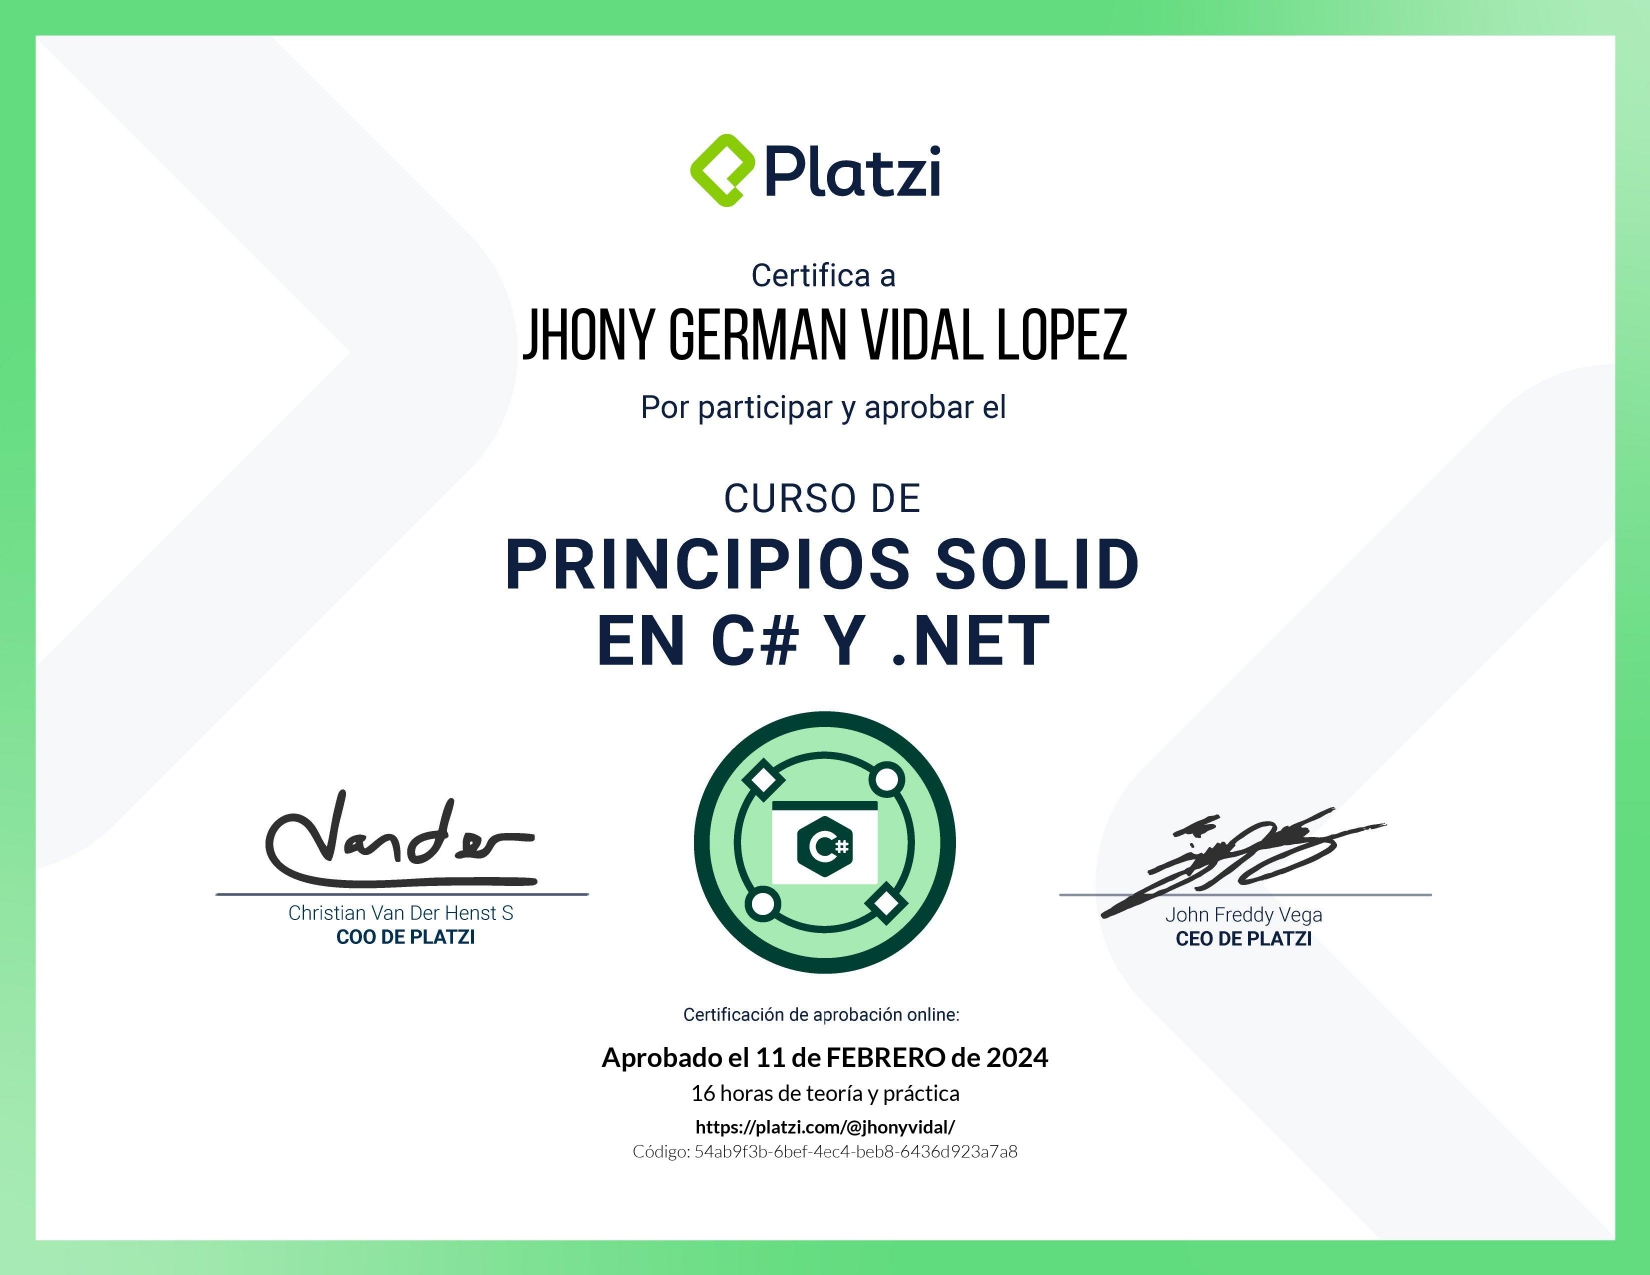 Platzi
Certifica a
JHONY GERMAN VIDAL LOPEZ
Por participar y aprobar el
CURSO DE
PRINCIPIOS SOLID
EN C# Y .NET
C#
Vander
Christian Van Der Henst S
COO DE PLATZI
John Freddy Vega
CEO DE PLATZI
Certificación de aprobación online:
Aprobado el 11 de FEBRERO de 2024
16 horas de teoría y práctica
https://platzi.com/@jhonyvidal/
Código: 54ab9f3b-6bef-4ec4-beb8-6436d923a7a8